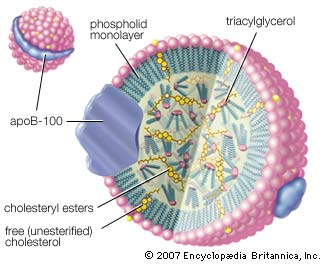 phospholid
monolayer
triacylglycerol
apoB-100
cholesteryl esters
free (unesterified)
cholesterol
© 2007 Encyclopædia Britannica, Inc.